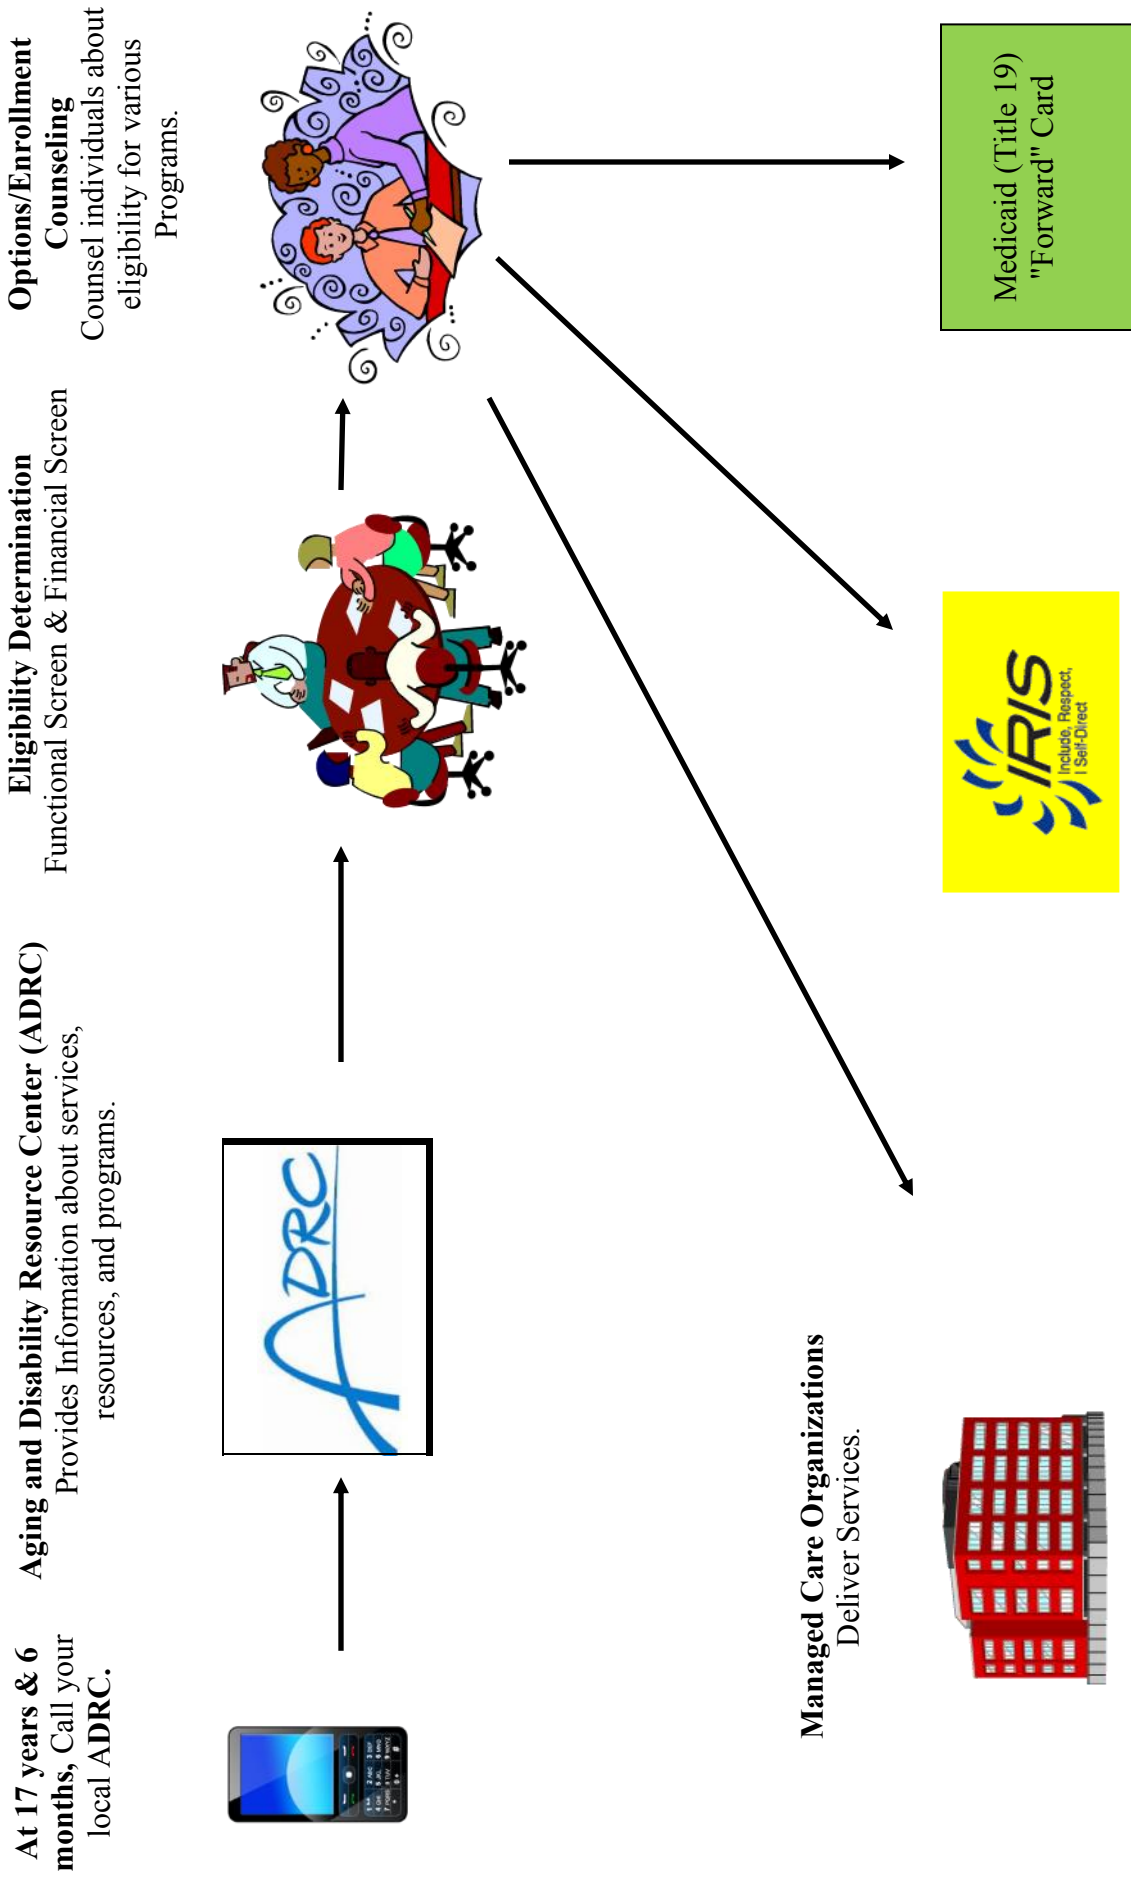 At 17 years & 6
months, Call your
local ADRC.
Aging and Disability Resource Center (ADRC)
Provides Information about services,
resources, and programs.
Eligibility Determination
Functional Screen & Financial Screen
Options/Enrollment
Counseling
Counsel individuals about
eligibility for various
Programs.
ADRC
Managed Care Organizations
Deliver Services.
IRIS
Include, Respect,
I Self-Direct
Medicaid (Title 19)
"Forward" Card